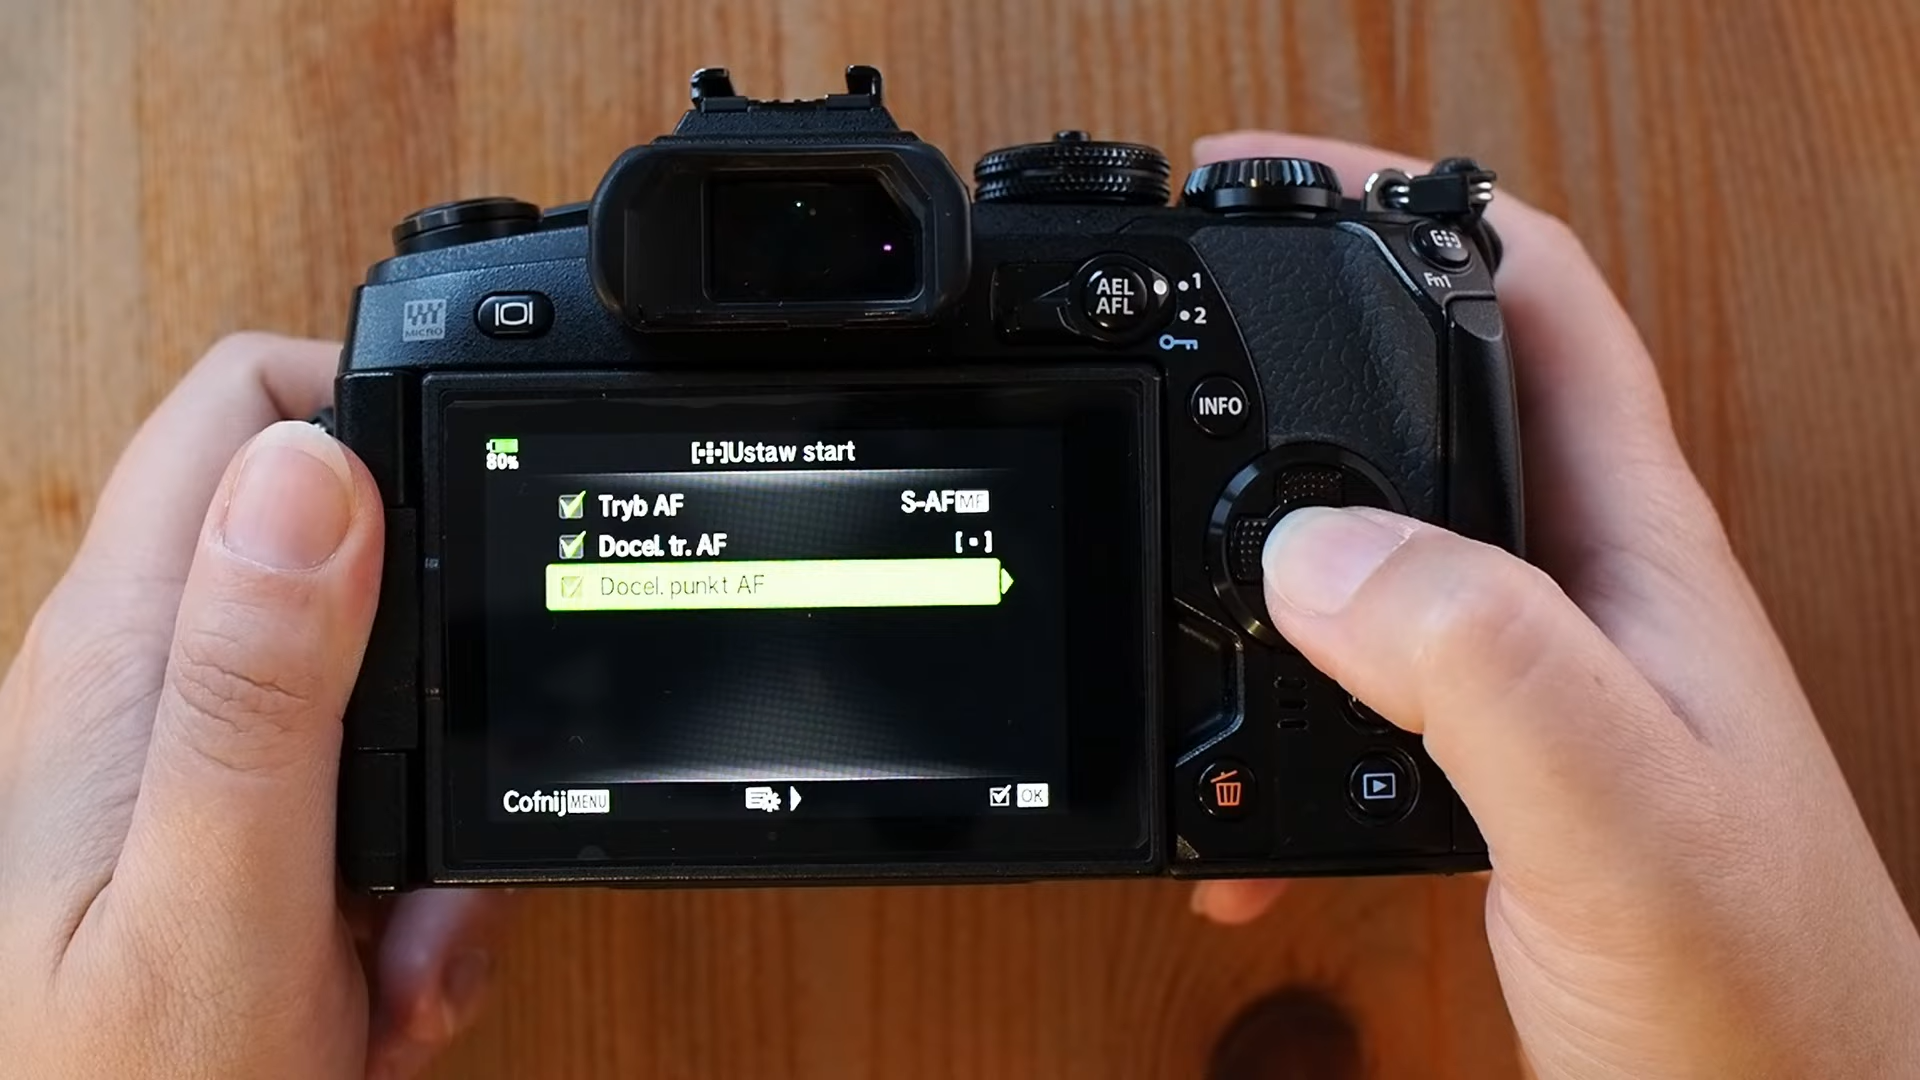 Fn1
AEL
AFL
1
2
MICRO
INFO
80%
Ustaw start
Tryb AF S-AF MF
Docel. tr. AF
Docel. punkt AF
Cofnij MENU
OK